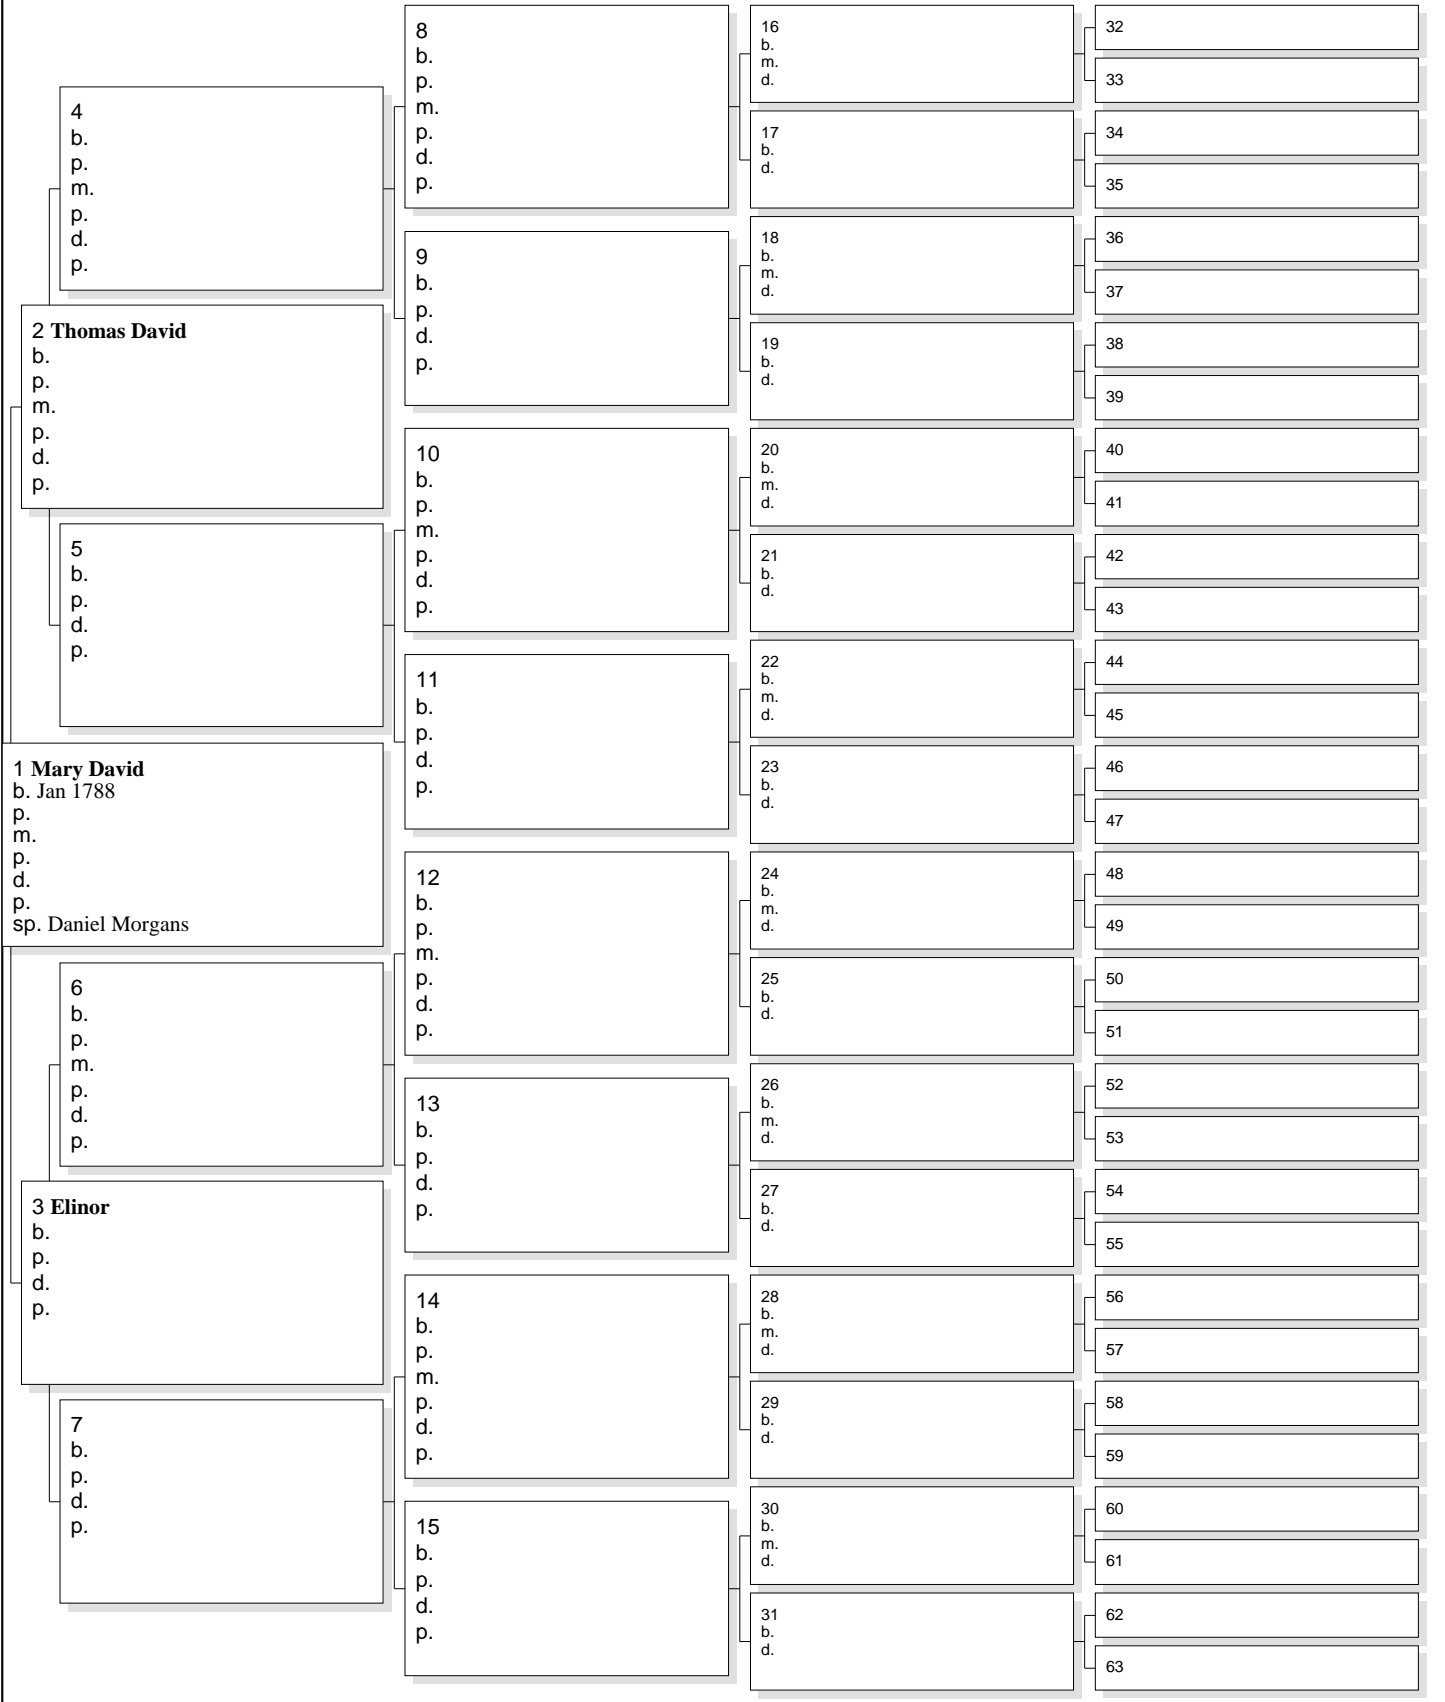 4
b.
p.
m.
p.
d.
p.
2 Thomas David
b.
p.
m.
p.
d.
p.
5
b.
p.
d.
p.
1 Mary David
b. Jan 1788
p.
m.
p.
d.
p.
sp. Daniel Morgans
6
b.
p.
m.
p.
d.
p.
3 Elinor
b.
p.
d.
p.
7
b.
p.
d.
p.
8
b.
p.
m.
p.
d.
p.
9
b.
p.
d.
p.
10
b.
p.
m.
p.
d.
p.
11
b.
p.
d.
p.
12
b.
p.
m.
p.
d.
p.
13
b.
p.
d.
p.
14
b.
p.
m.
p.
d.
p.
15
b.
p.
d.
p.
16
b.
m.
d.
17
b.
d.
18
b.
m.
d.
19
b.
d.
20
b.
m.
d.
21
b.
d.
22
b.
m.
d.
23
b.
d.
24
b.
m.
d.
25
b.
d.
26
b.
m.
d.
27
b.
d.
28
b.
m.
d.
29
b.
d.
30
b.
m.
d.
31
b.
d.
32
33
34
35
36
37
38
39
40
41
42
43
44
45
46
47
48
49
50
51
52
53
54
55
56
57
58
59
60
61
62
63